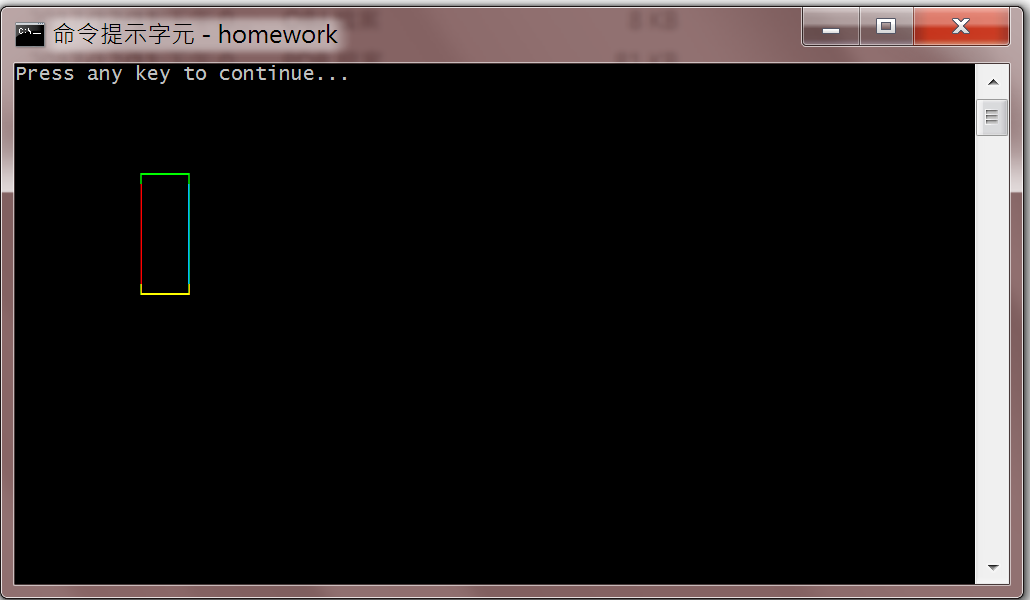 命令提示字元 - homework
Press any key to continue...